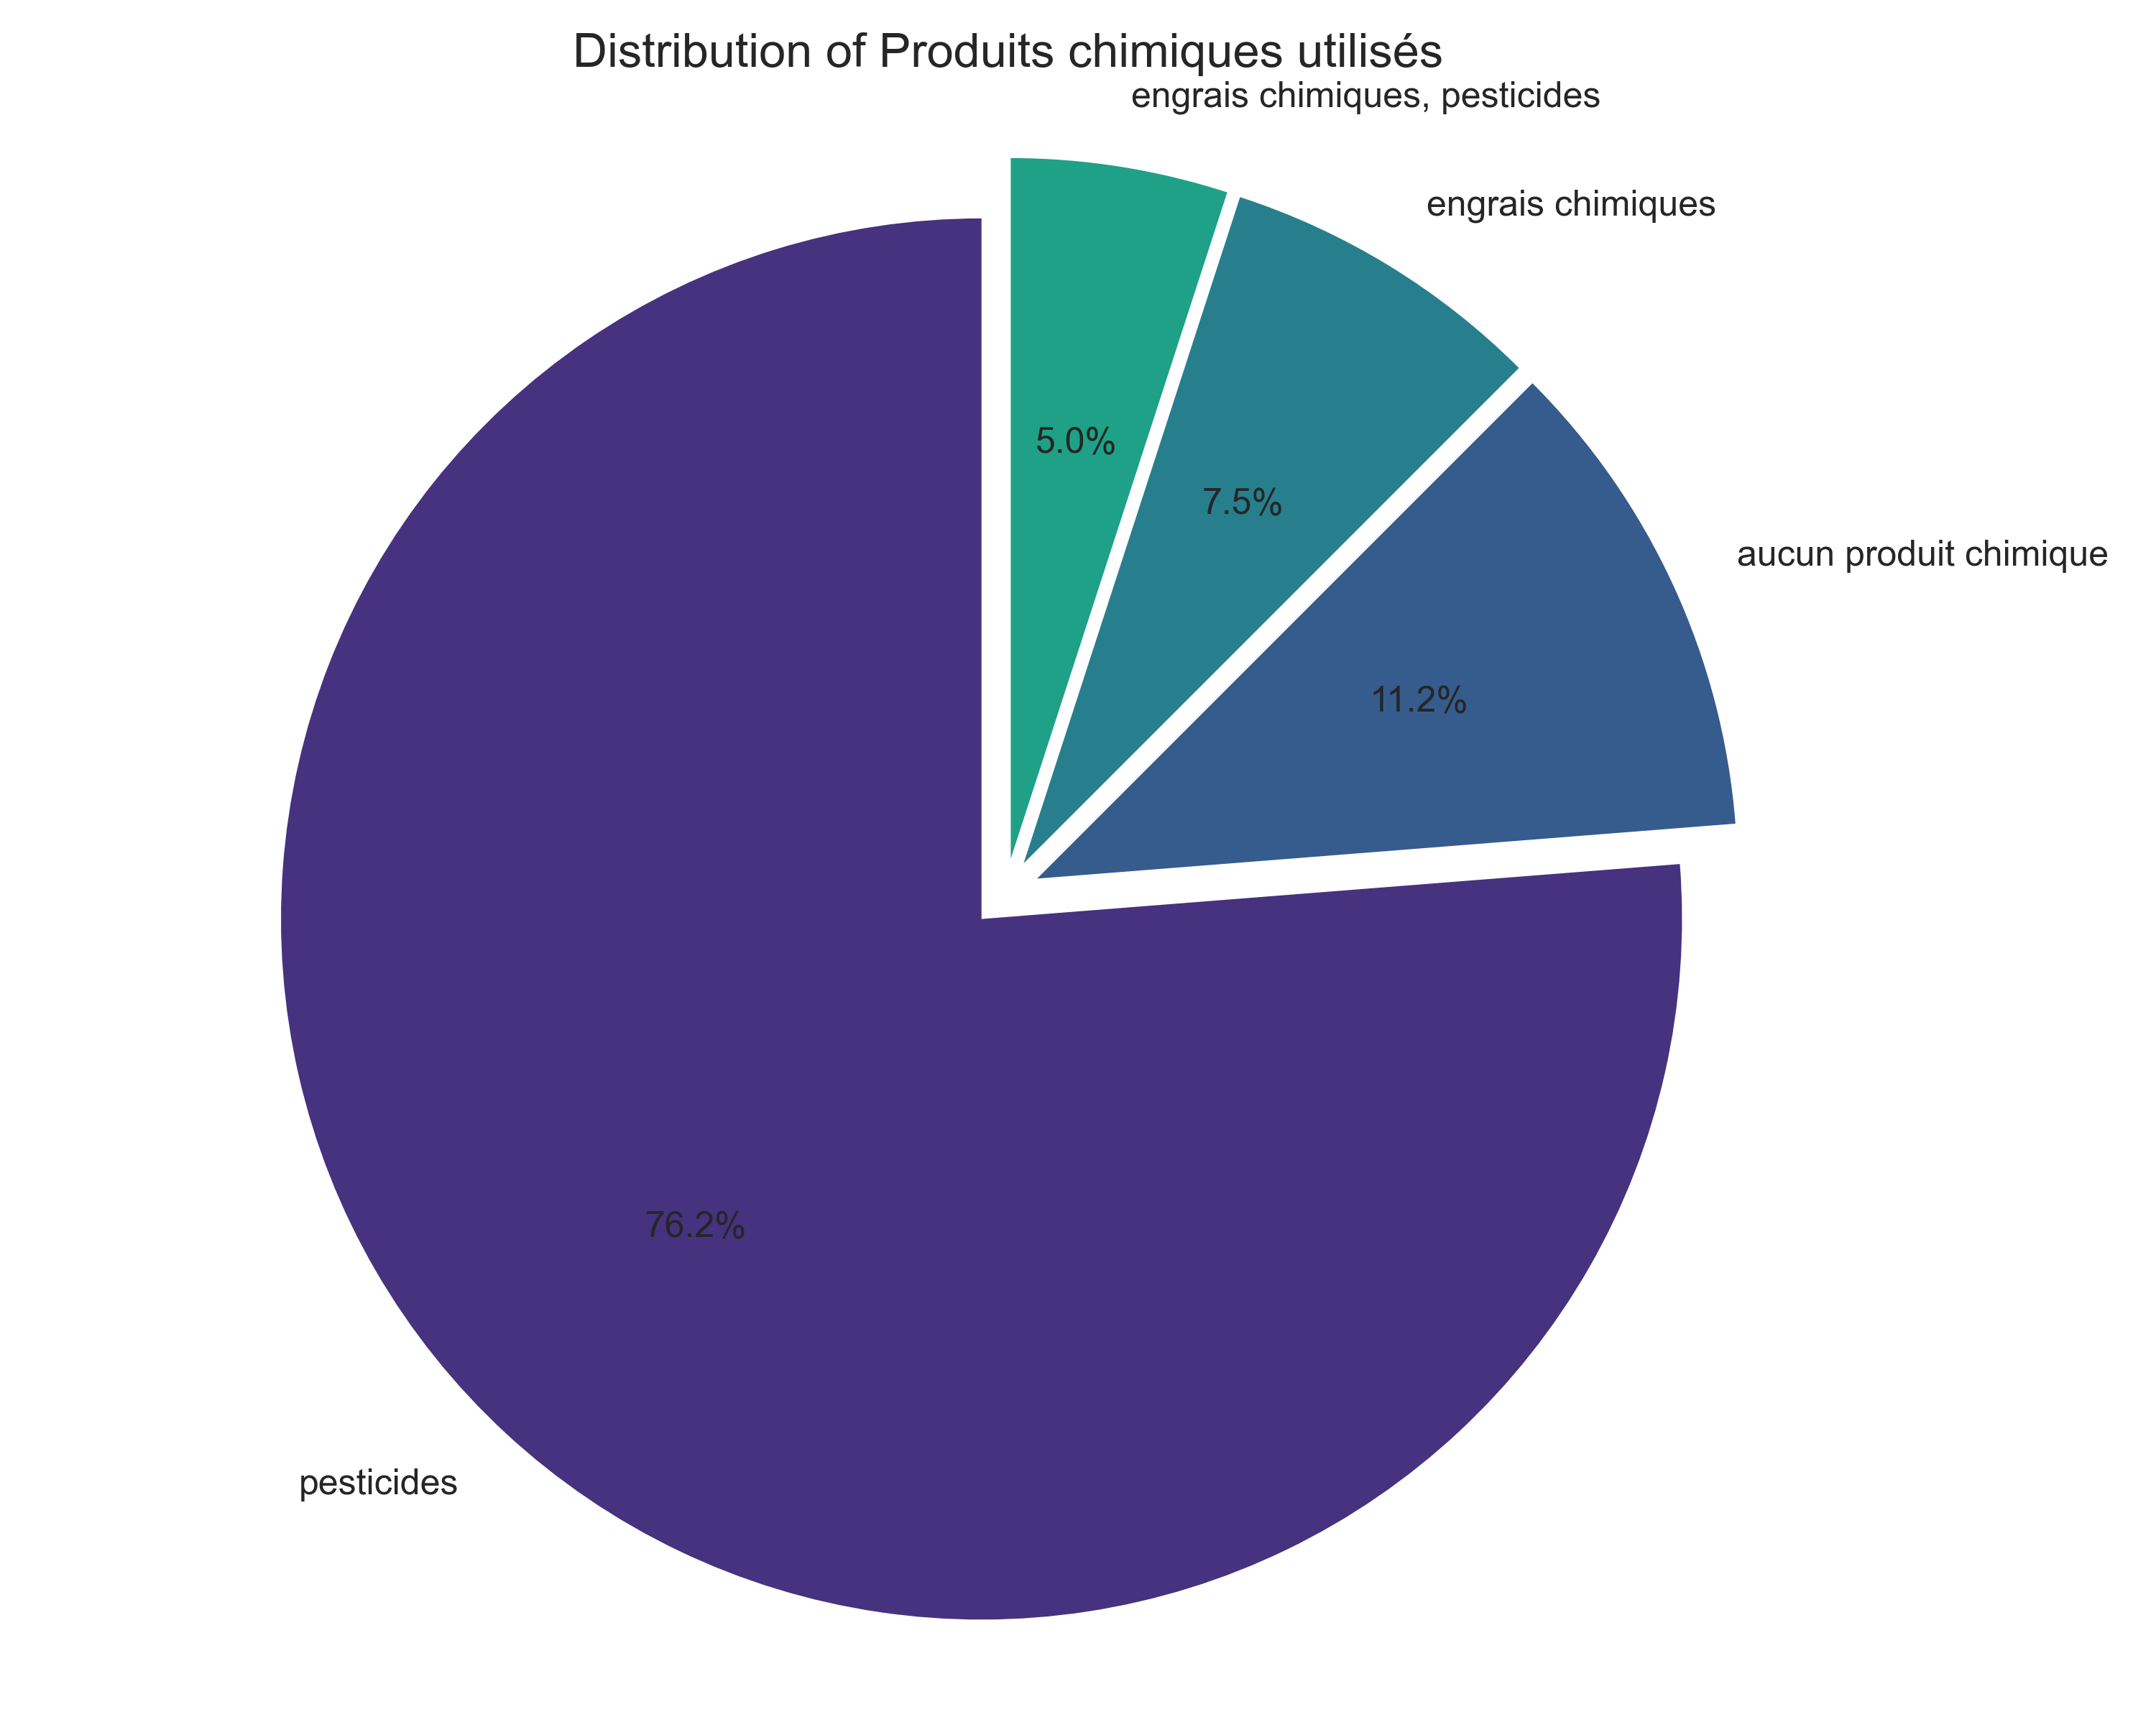 Distribution of Produits chimiques utilisés
engrais chimiques, pesticides
engrais chimiques
5.0%
7.5%
aucun produit chimique
11.2%
76.2%
pesticides